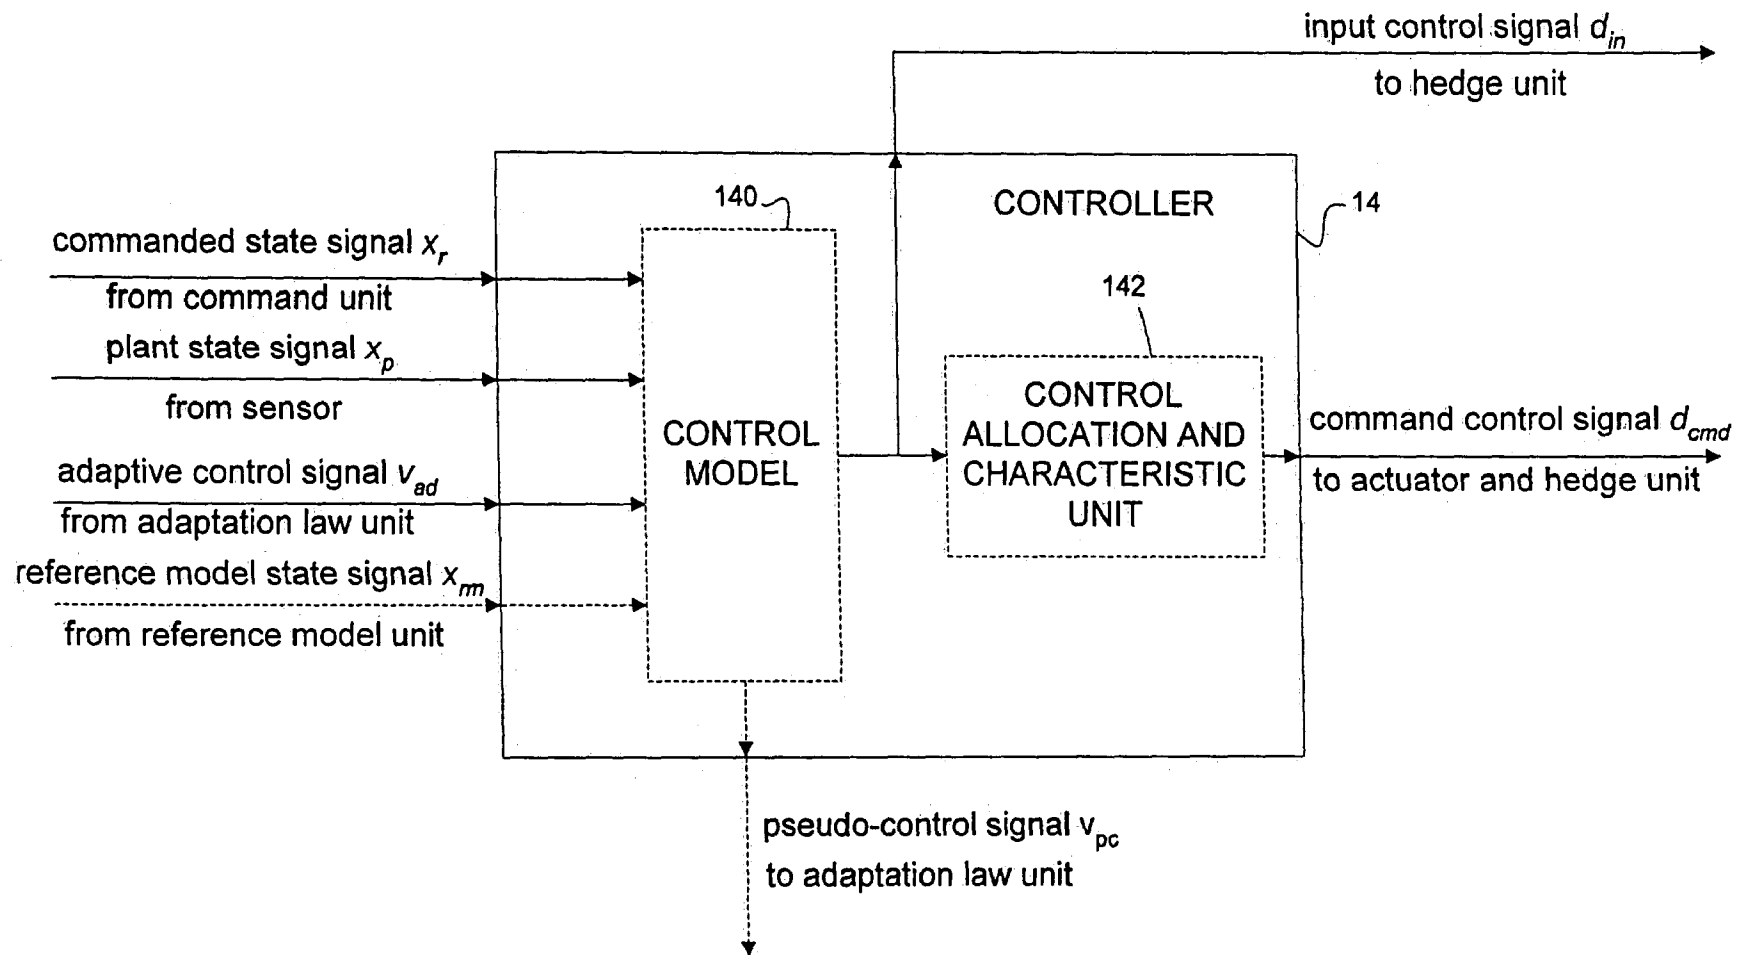 input control signal d_in
to hedge unit
140
CONTROLLER
14
commanded state signal x_r
from command unit
142
plant state signal x_p
from sensor
CONTROL
MODEL
CONTROL
ALLOCATION AND
CHARACTERISTIC
UNIT
command control signal d_cmd
to actuator and hedge unit
adaptive control signal v_ad
from adaptation law unit
reference model state signal x_rm
from reference model unit
pseudo-control signal v_pc
to adaptation law unit